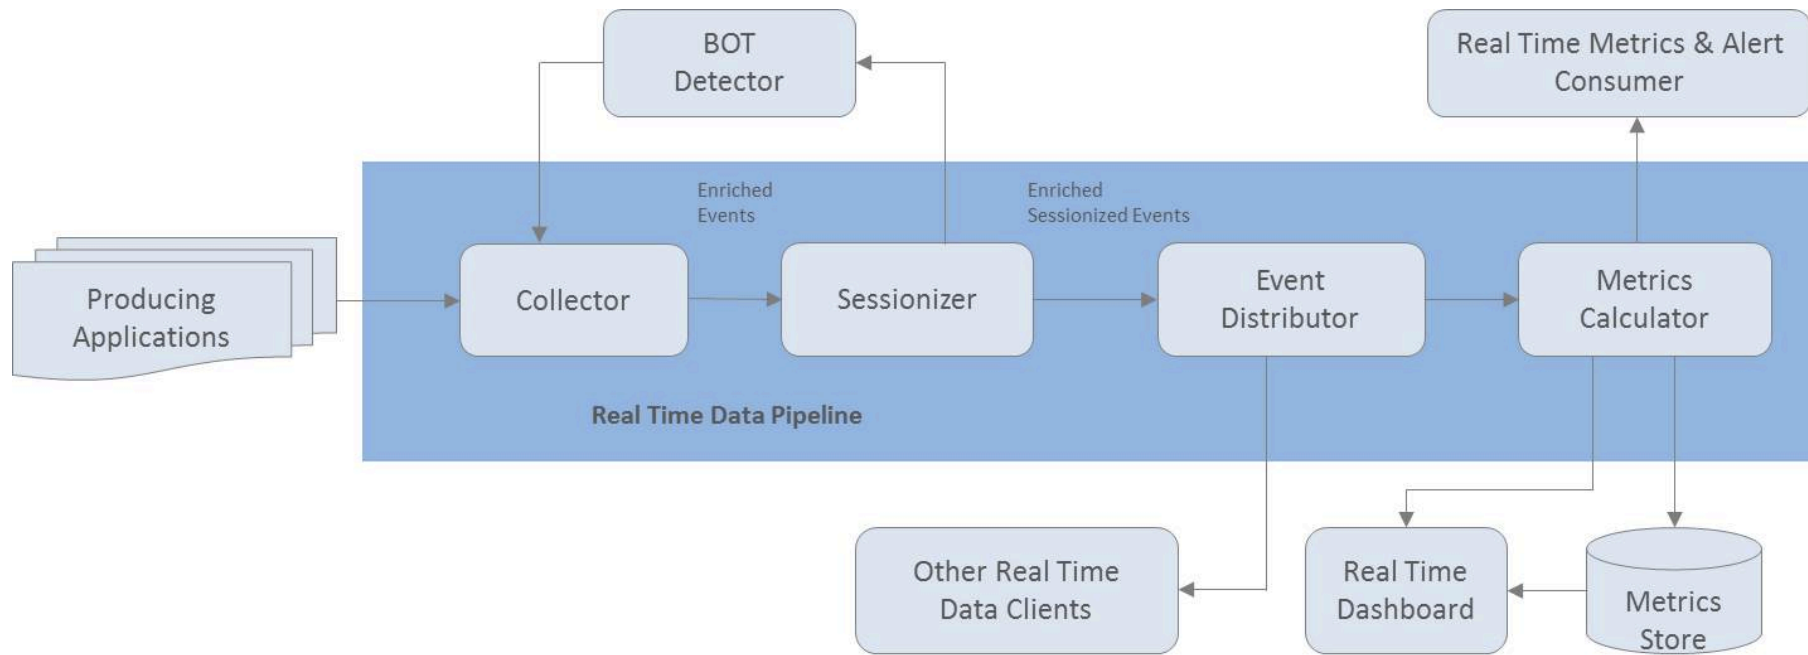 BOT
Detector
Real Time Metrics & Alert
Consumer
Enriched
Events
Enriched
Sessionized Events
Producing
Applications
Collector
Sessionizer
Event
Distributor
Metrics
Calculator
Real Time Data Pipeline
Other Real Time
Data Clients
Real Time
Dashboard
Metrics
Store